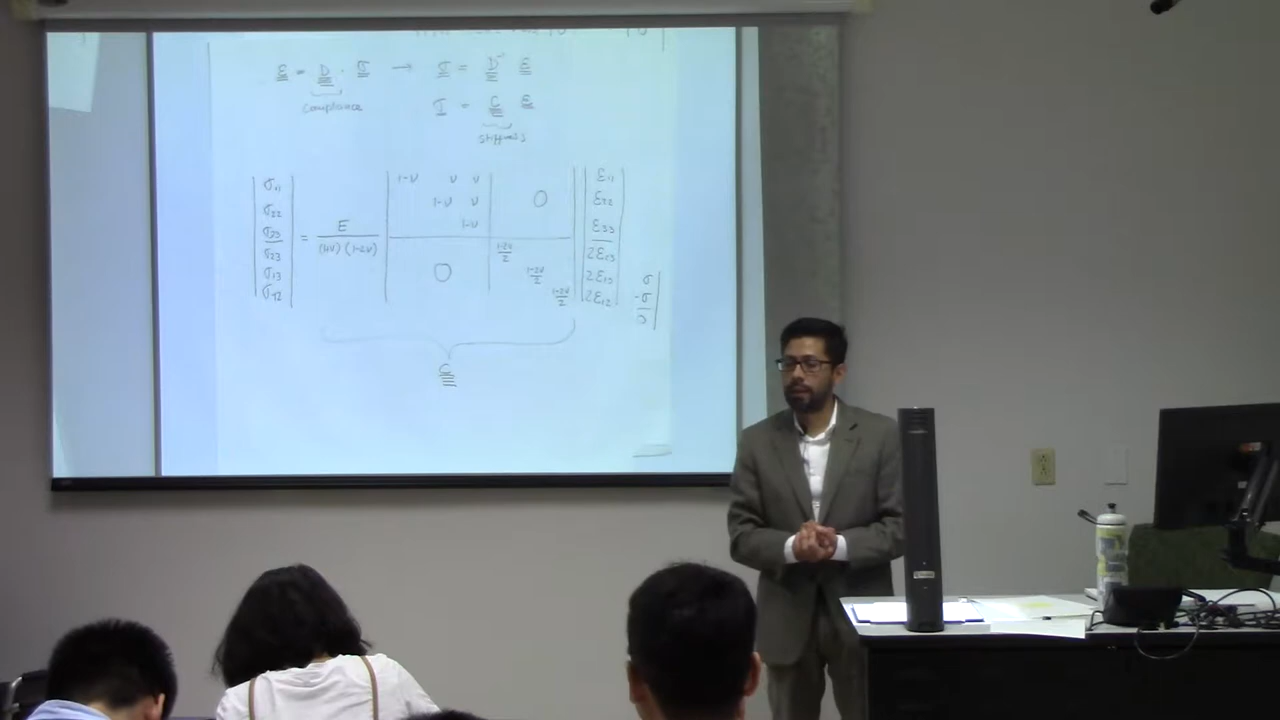 ε = D · σ → σ = D⁻¹ ε
compliance
σ = C ε
stiffness
σ11 1-ν ν ν ε11
σ22 1-ν ν 0 ε22
σ33 1-ν ε33
= E / (1+ν)(1-2ν)
σ23 1-2ν/2 2ε23
σ13 0 1-2ν/2 2ε13 σ
σ12 1-2ν/2 2ε12 -σ
0
C